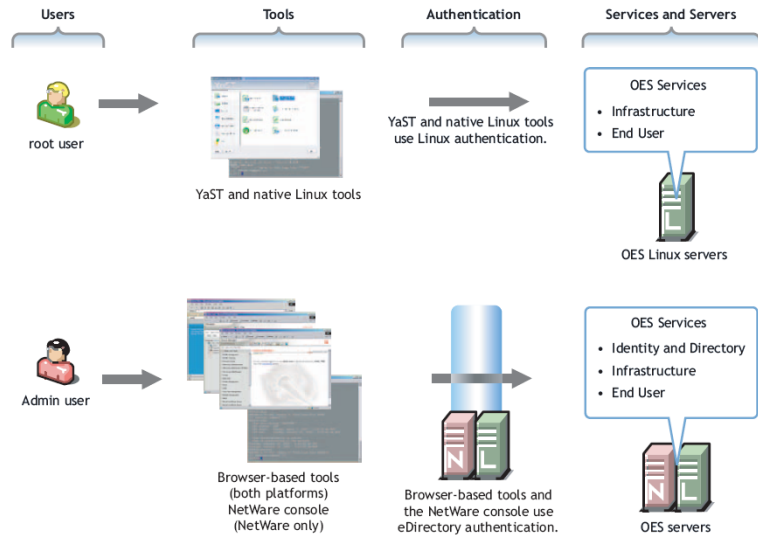 Users
Tools
Authentication
Services and Servers
root user
YaST and native Linux tools
YaST and native Linux tools
use Linux authentication.
OES Services
• Infrastructure
• End User
L
OES Linux servers
Admin user
Browser-based tools
(both platforms)
NetWare console
(NetWare only)
N L
Browser-based tools and
the NetWare console use
eDirectory authentication.
OES Services
• Identity and Directory
• Infrastructure
• End User
N L
OES servers